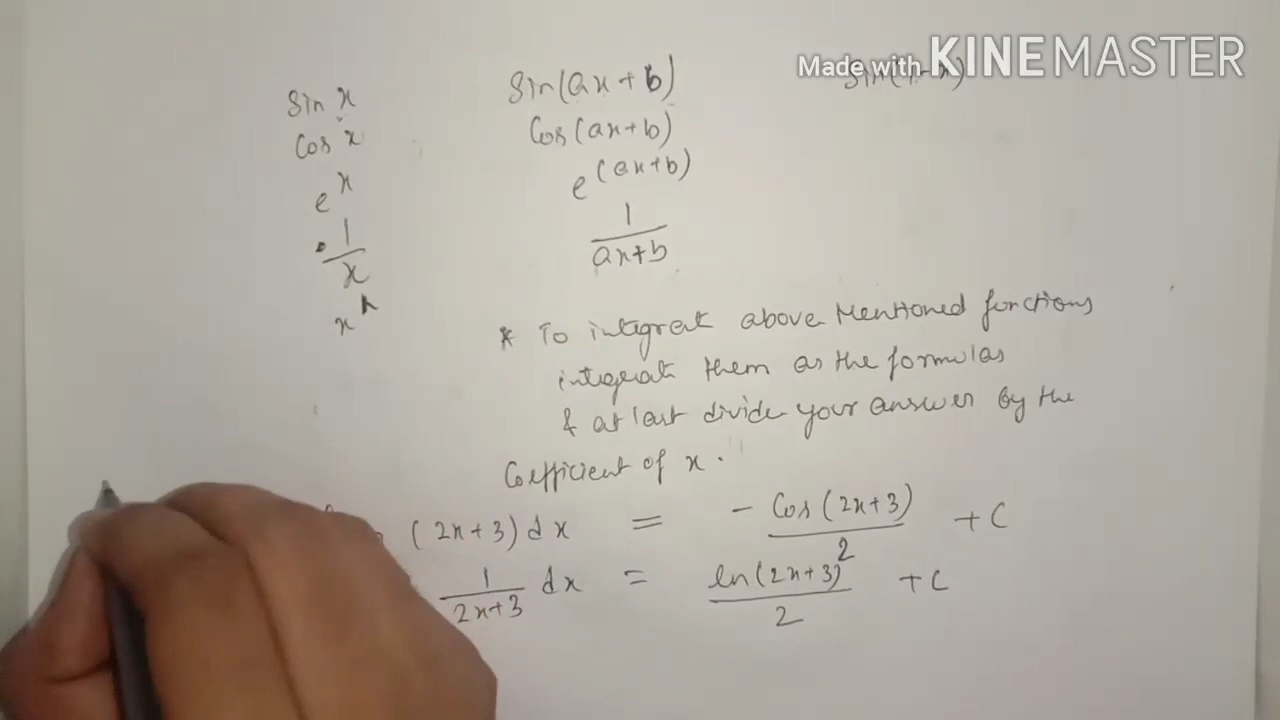 Made with KINEMASTER
Sin x
Cos x
e^x
1/x
x^n
Sin(ax+b)
Cos(ax+b)
e^(ax+b)
1/(ax+b)
* To integrat above mentioned functions
integrat them as the formulas
& at last divide your answer by the
Coefficient of x.
(2x+3) dx = - Cos(2x+3)/2 + C
1/(2x+3) dx = ln(2x+3)/2 + C